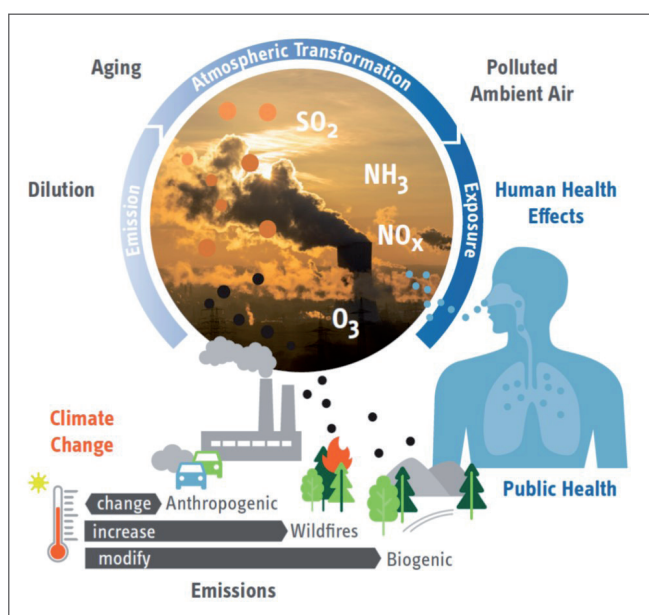 Atmospheric Transformation
Aging
Polluted
Ambient Air
SO2
NH3
Dilution
Emission
Exposure
Human Health
Effects
NOx
O3
Climate
Change
change
Anthropogenic
Public Health
increase
Wildfires
modify
Biogenic
Emissions